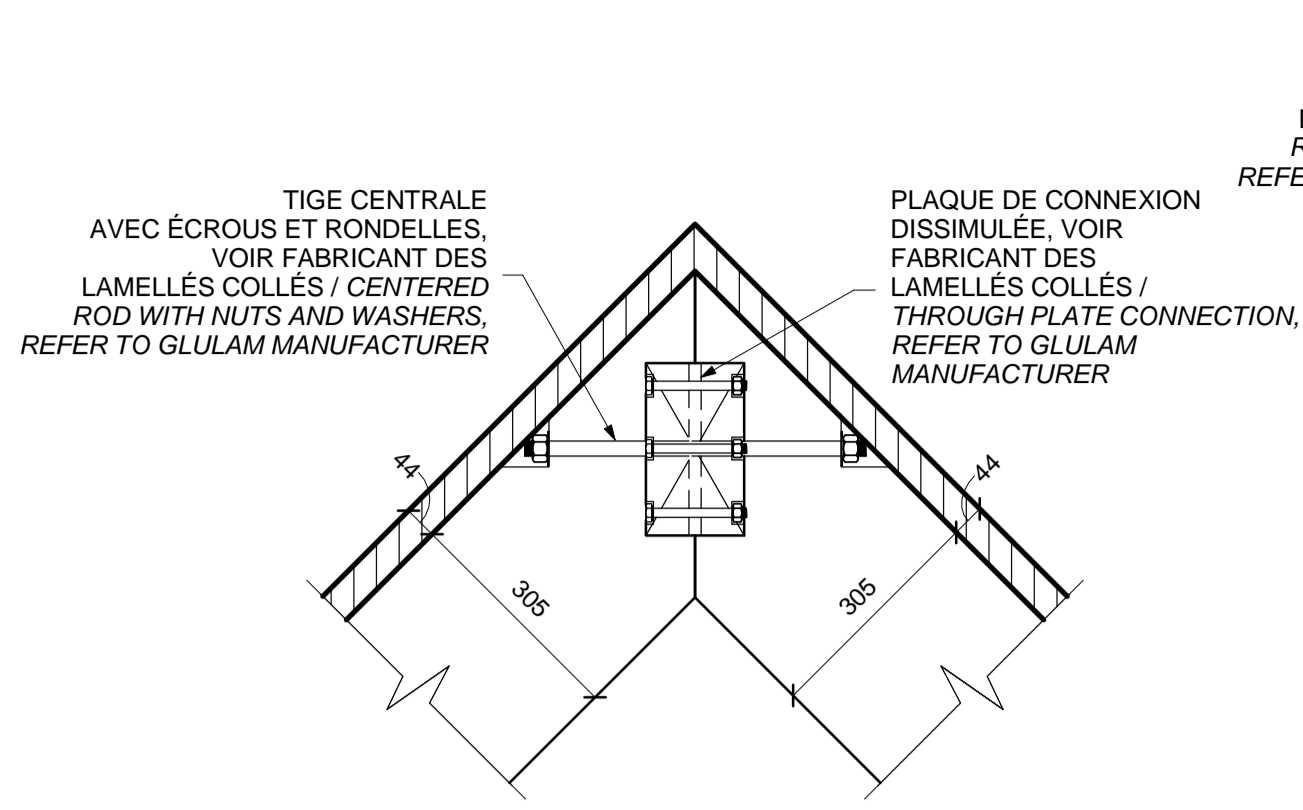 TIGE CENTRALE
AVEC ÉCROUS ET RONDELLES,
VOIR FABRICANT DES
LAMELLÉS COLLÉS / CENTERED
ROD WITH NUTS AND WASHERS,
REFER TO GLULAM MANUFACTURER
PLAQUE DE CONNEXION
DISSIMULÉE, VOIR
FABRICANT DES
LAMELLÉS COLLÉS /
THROUGH PLATE CONNECTION,
REFER TO GLULAM
MANUFACTURER
44
44
305
305